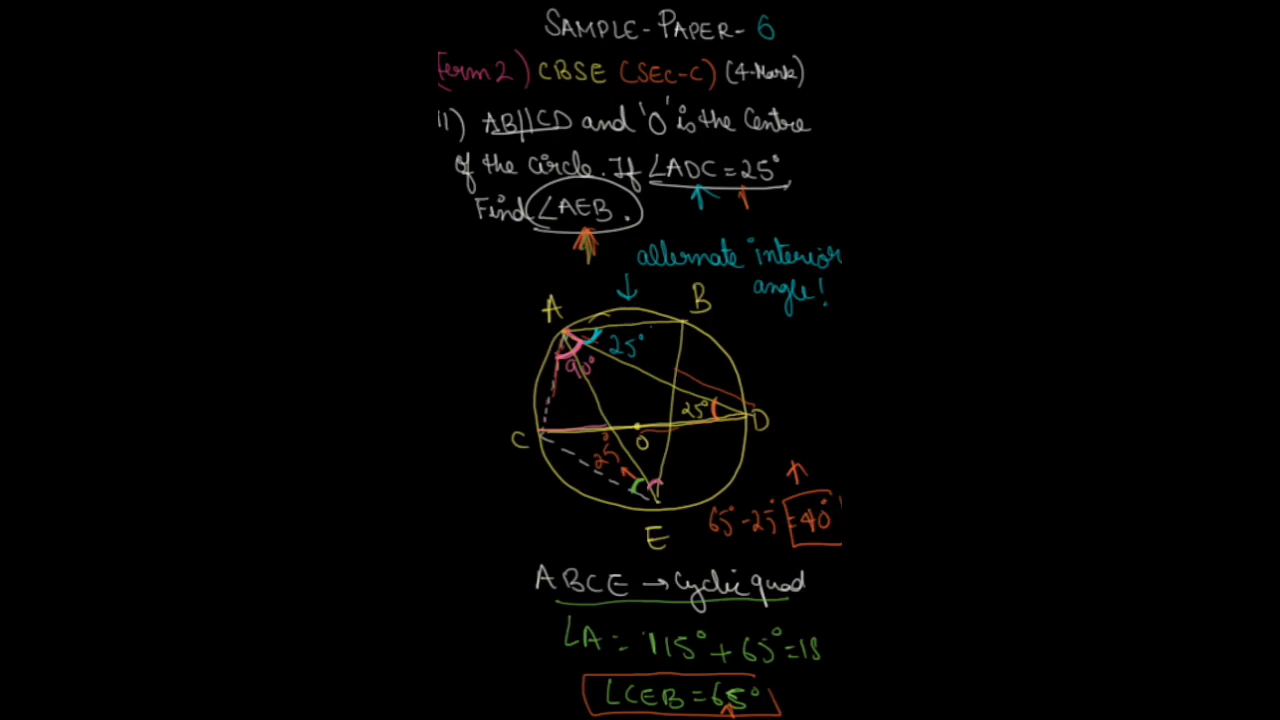 SAMPLE-PAPER-6
Term 2) CBSE (SEC-C) (4-Mark)
11) AB//CD and 'O' is the Centre
of the circle. If ∠ADC = 25°
Find ∠AEB.
alternate interior
angle!
A
B
25°
90°
25°
D
C
O
25°
E
65°-25° =40°
ABCE → Cyclic quad
∠A = 115° + 65° = 18
∠CEB = 65°